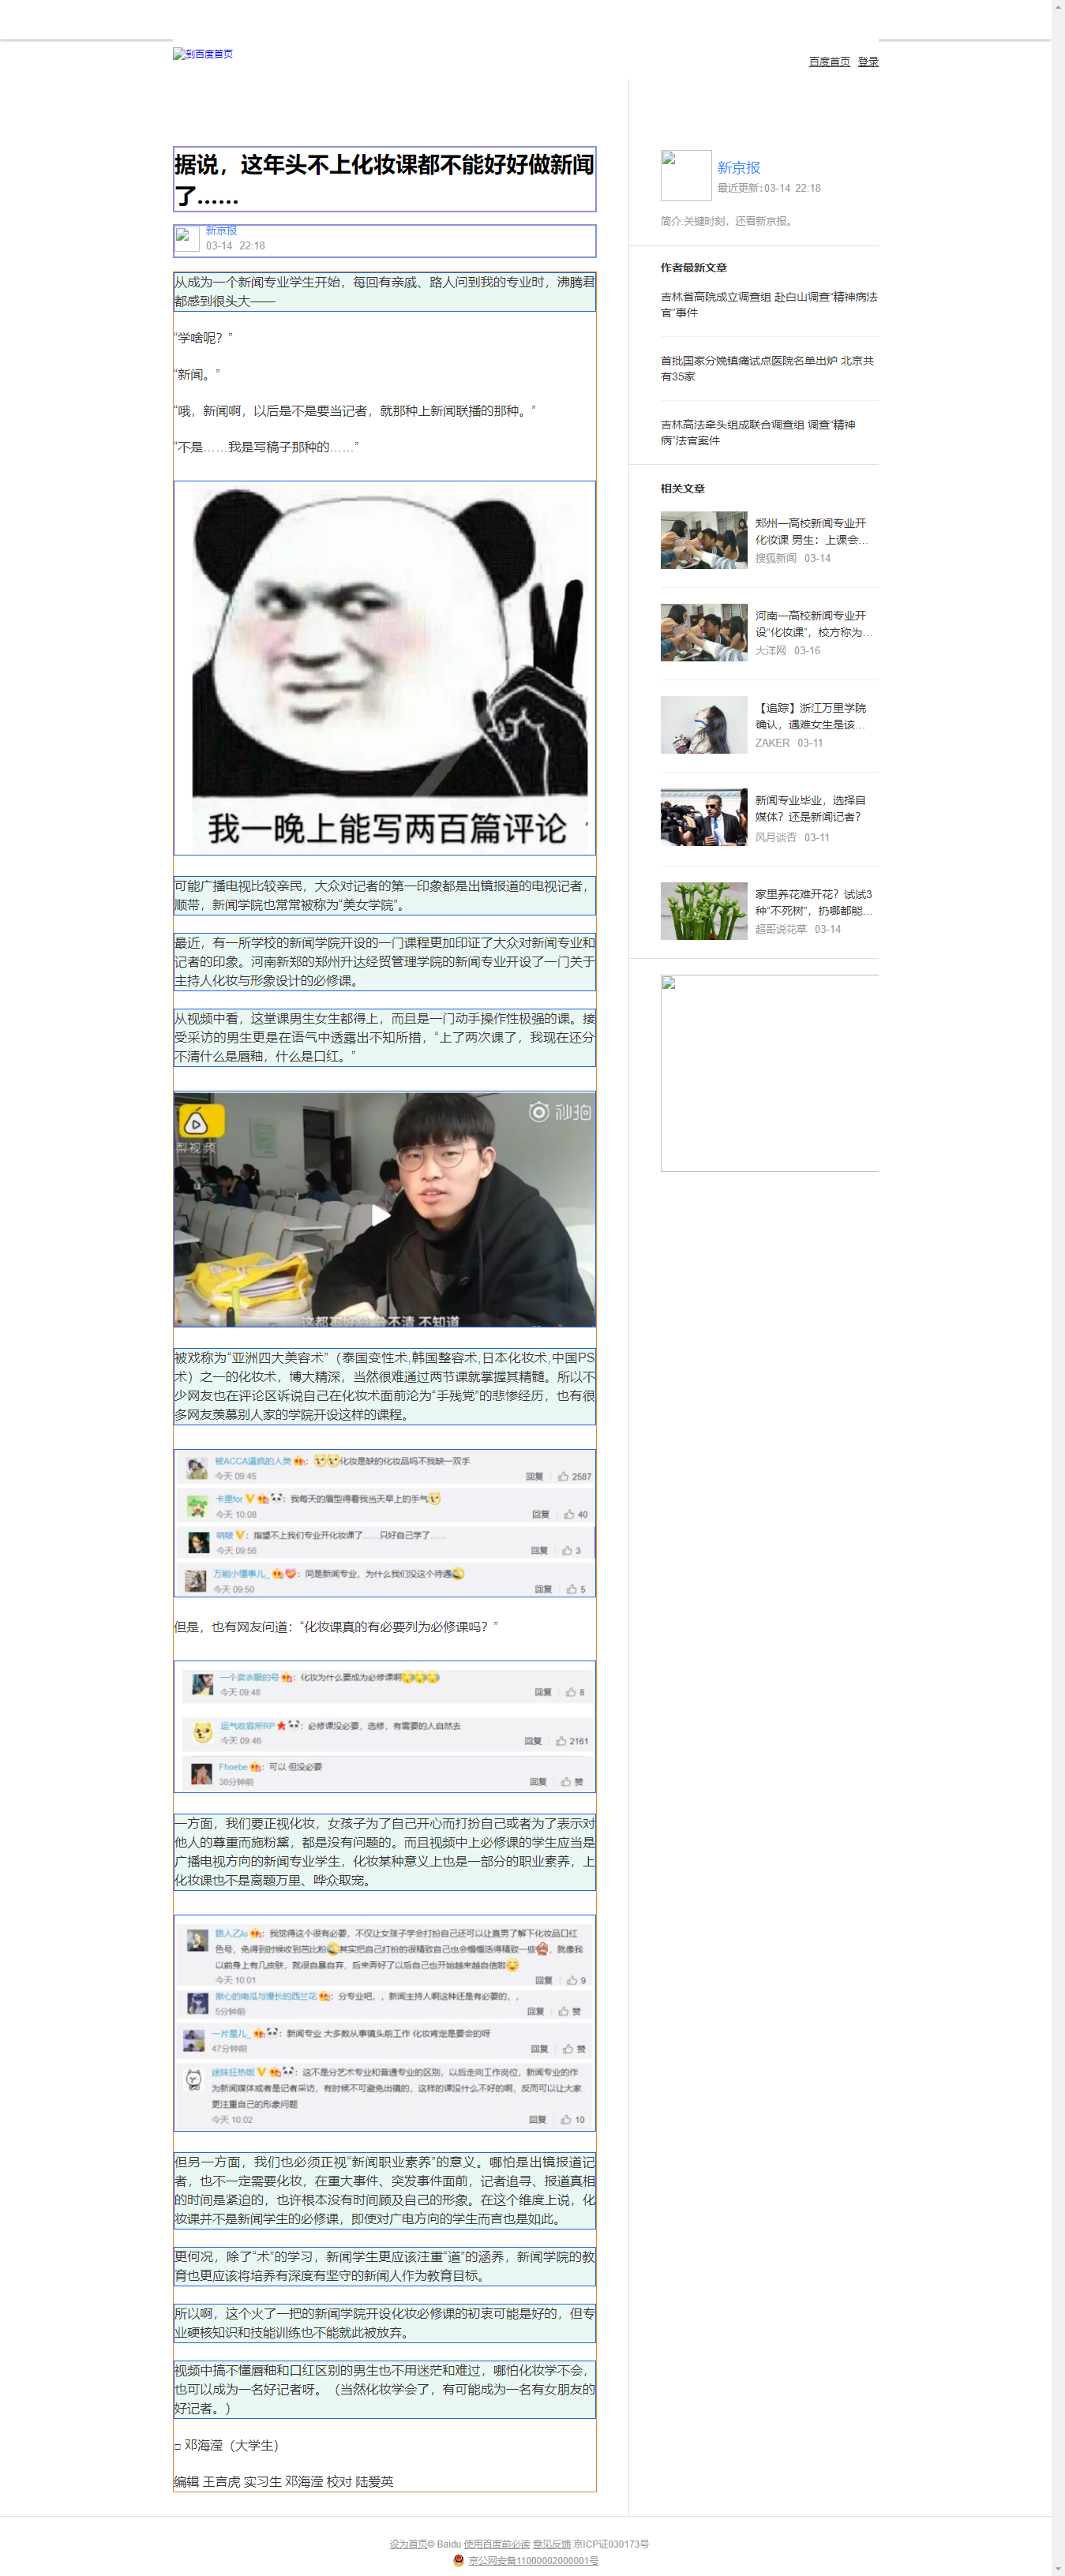 到百度首页
百度首页 登录
据说，这年头不上化妆课都不能好好做新闻
了……
新京报
03-14 22:18
从成为一个新闻专业学生开始，每回有亲戚、路人问到我的专业时，沸腾君
都感到很头大——
“学啥呢？”
“新闻。”
“哦，新闻啊，以后是不是要当记者，就那种上新闻联播的那种。”
“不是……我是写稿子那种的……”
我一晚上能写两百篇评论
可能广播电视比较亲民，大众对记者的第一印象都是出镜报道的电视记者，
顺带，新闻学院也常常被称为“美女学院”。
最近，有一所学校的新闻学院开设的一门课程更加印证了大众对新闻专业和
记者的印象。河南新郑的郑州升达经贸管理学院的新闻专业开设了一门关于
主持人化妆与形象设计的必修课。
从视频中看，这堂课男生女生都得上，而且是一门动手操作性极强的课。接
受采访的男生更是在语气中透露出不知所措，“上了两次课了，我现在还分
不清什么是唇釉，什么是口红。”
秒拍
梨视频
被戏称为“亚洲四大美容术”（泰国变性术,韩国整容术,日本化妆术,中国PS
术）之一的化妆术，博大精深，当然很难通过两节课就掌握其精髓。所以不
少网友也在评论区诉说自己在化妆术面前沦为“手残党”的悲惨经历，也有很
多网友羡慕别人家的学院开设这样的课程。
被ACCA逼疯的人类：化妆是缺的化妆品吗不我缺一双手
今天 09:45 回复 2587
卡里for：我每天的眉型得看我当天早上的手气
今天 10:08 回复 40
呐啵：指望不上我们专业开化妆课了……只好自己学了……
今天 09:56 回复 3
万能小懂事儿_：同是新闻专业，为什么我们没这个待遇
今天 09:50 回复 5
但是，也有网友问道：“化妆课真的有必要列为必修课吗？”
一个卖衣服的号：化妆为什么要成为必修课啊
今天 09:48 回复 8
运气收容所RP：必修课没必要，选修，有需要的人自然去
今天 09:46 回复 2161
Fhoebe：可以 但没必要
38分钟前 回复 赞
一方面，我们要正视化妆，女孩子为了自己开心而打扮自己或者为了表示对
他人的尊重而施粉黛，都是没有问题的。而且视频中上必修课的学生应当是
广播电视方向的新闻专业学生，化妆某种意义上也是一部分的职业素养，上
化妆课也不是离题万里、哗众取宠。
路人乙lu：我觉得这个很有必要，不仅让女孩子学会打扮自己还可以让直男了解下化妆品口红
色号，免得到时候收到芭比粉其实把自己打扮的很精致自己也会慢慢活得精致一些，就像我
以前身上有几皮肤，就很自暴自弃，后来弄好了以后自己也开始越来越自信啦
今天 10:01 回复 9
揪心的南瓜与漫长的西兰花：分专业吧，，新闻主持人啊这种还是有必要的，，
5分钟前 回复 赞
一片星儿_：新闻专业 大多数从事镜头前工作 化妆肯定是要会的呀
47分钟前 回复 赞
迷妹狂热饭：这不是分艺术专业和普通专业的区别，以后走向工作岗位，新闻专业的作
为新闻媒体或者是记者采访，有时候不可避免出镜的，这样的课没什么不好的啊，反而可以让大家
更注重自己的形象问题
今天 10:02 回复 10
但另一方面，我们也必须正视“新闻职业素养”的意义。哪怕是出镜报道记
者，也不一定需要化妆，在重大事件、突发事件面前，记者追寻、报道真相
的时间是紧迫的，也许根本没有时间顾及自己的形象。在这个维度上说，化
妆课并不是新闻学生的必修课，即使对广电方向的学生而言也是如此。
更何况，除了“术”的学习，新闻学生更应该注重“道”的涵养，新闻学院的教
育也更应该将培养有深度有坚守的新闻人作为教育目标。
所以啊，这个火了一把的新闻学院开设化妆必修课的初衷可能是好的，但专
业硬核知识和技能训练也不能就此被放弃。
视频中搞不懂唇釉和口红区别的男生也不用迷茫和难过，哪怕化妆学不会，
也可以成为一名好记者呀。（当然化妆学会了，有可能成为一名有女朋友的
好记者。）
□ 邓海滢（大学生）
编辑 王言虎 实习生 邓海滢 校对 陆爱英
新京报
最近更新:03-14 22:18
简介:关键时刻，还看新京报。
作者最新文章
吉林省高院成立调查组 赴白山调查“精神病法
官”事件
首批国家分娩镇痛试点医院名单出炉 北京共
有35家
吉林高法牵头组成联合调查组 调查“精神
病”法官案件
相关文章
郑州一高校新闻专业开
化妆课 男生：上课会...
搜狐新闻 03-14
河南一高校新闻专业开
设“化妆课”，校方称为...
大洋网 03-16
【追踪】浙江万里学院
确认，遇难女生是该...
ZAKER 03-11
新闻专业毕业，选择自
媒体？还是新闻记者？
风月谈否 03-11
家里养花难开花？试试3
种“不死树”，扔哪都能...
超哥说花草 03-14
设为首页© Baidu 使用百度前必读 意见反馈 京ICP证030173号
京公网安备11000002000001号